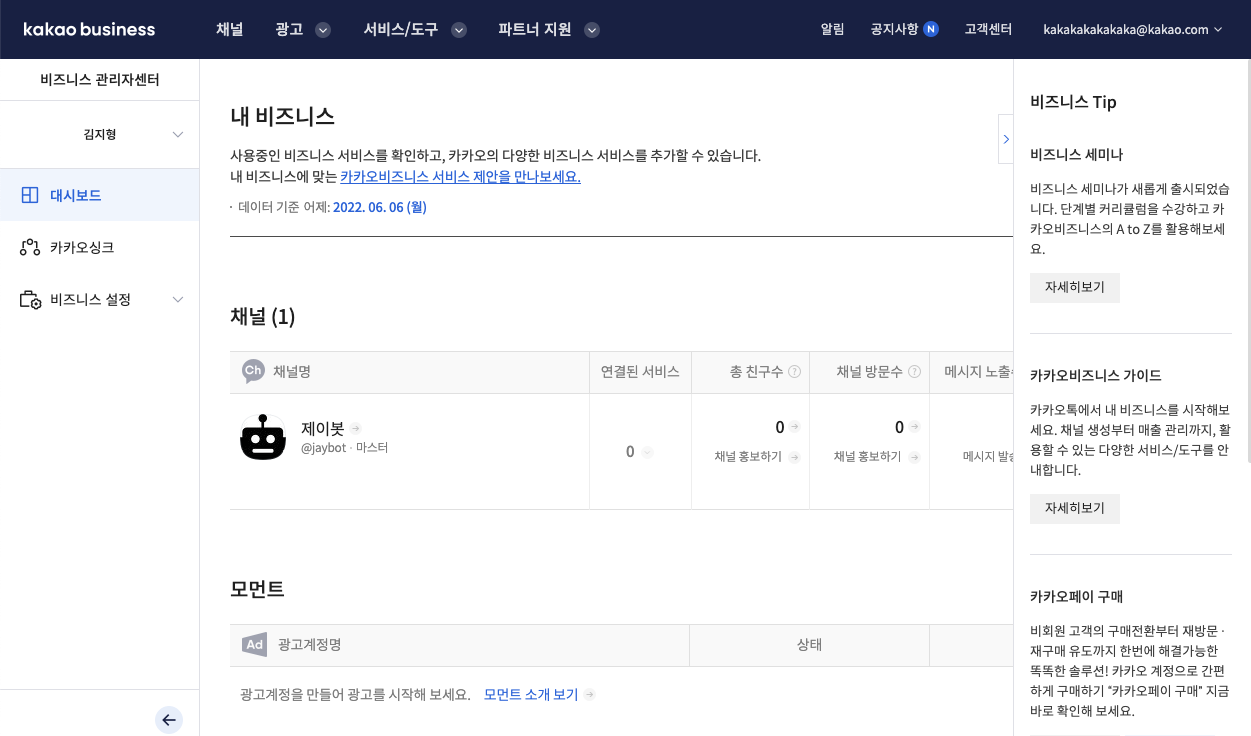 kakao business
채널
광고
서비스/도구
파트너 지원
알림
공지사항 N
고객센터
kakakakakakaka@kakao.com
비즈니스 관리자센터
김지형
대시보드
카카오싱크
비즈니스 설정
내 비즈니스
사용중인 비즈니스 서비스를 확인하고, 카카오의 다양한 비즈니스 서비스를 추가할 수 있습니다.
내 비즈니스에 맞는 카카오비즈니스 서비스 제안을 만나보세요.
· 데이터 기준 어제: 2022. 06. 06 (월)
채널 (1)
Ch 채널명
연결된 서비스
총 친구수 ?
채널 방문수 ?
메시지 노출
제이봇
@jaybot · 마스터
0
0
채널 홍보하기
0
채널 홍보하기
메시지 발송
모먼트
Ad 광고계정명
상태
광고계정을 만들어 광고를 시작해 보세요. 모먼트 소개 보기
비즈니스 Tip
비즈니스 세미나
비즈니스 세미나가 새롭게 출시되었습
니다. 단계별 커리큘럼을 수강하고 카
카오비즈니스의 A to Z를 활용해보세
요.
자세히보기
카카오비즈니스 가이드
카카오톡에서 내 비즈니스를 시작해보
세요. 채널 생성부터 매출 관리까지, 활
용할 수 있는 다양한 서비스/도구를 안
내합니다.
자세히보기
카카오페이 구매
비회원 고객의 구매전환부터 재방문 ·
재구매 유도까지 한번에 해결가능한
똑똑한 솔루션! 카카오 계정으로 간편
하게 구매하기 “카카오페이 구매” 지금
바로 확인해 보세요.